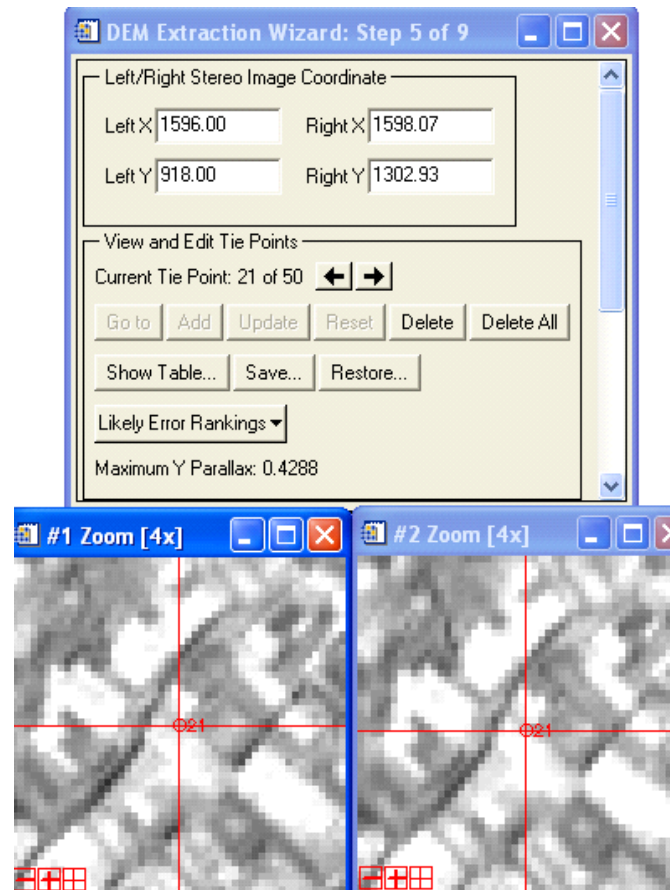 DEM Extraction Wizard: Step 5 of 9
Left/Right Stereo Image Coordinate
Left X 1596.00 Right X 1598.07
Left Y 918.00 Right Y 1302.93
View and Edit Tie Points
Current Tie Point: 21 of 50
Go to Add Update Reset Delete Delete All
Show Table... Save... Restore...
Likely Error Rankings
Maximum Y Parallax: 0.4288
#1 Zoom [4x] #2 Zoom [4x]
21 21